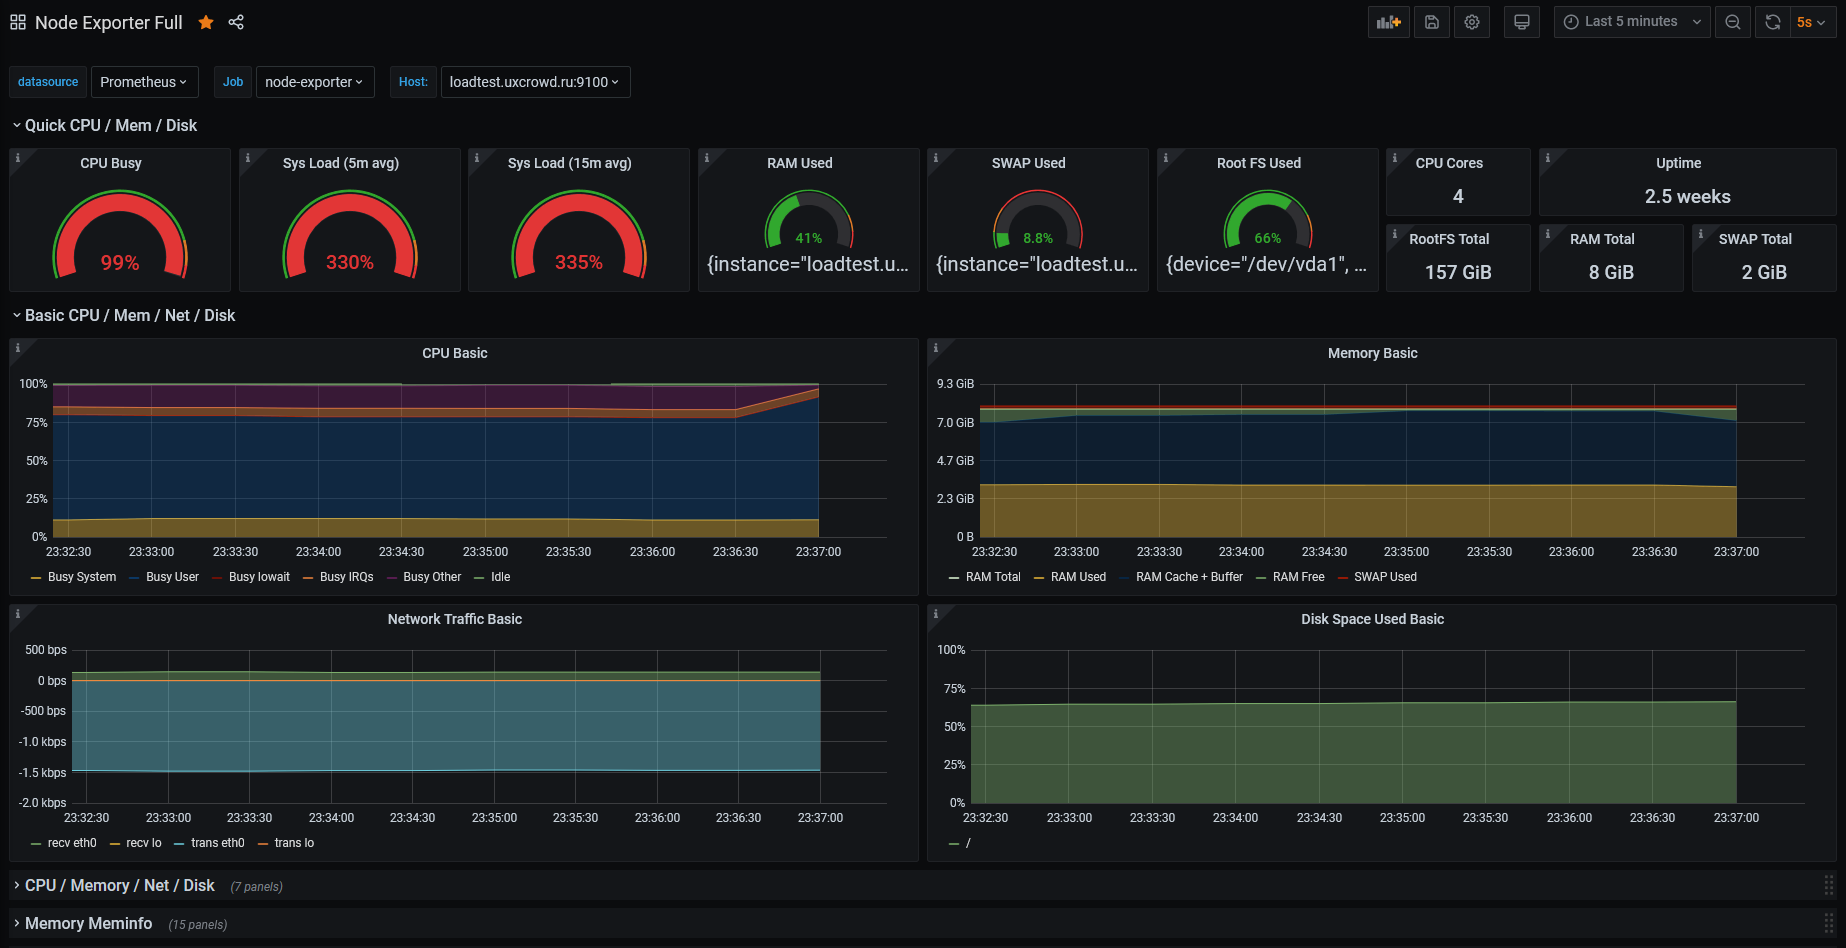 Node Exporter Full
Last 5 minutes
5s
datasource Prometheus Job node-exporter Host: loadtest.uxcrowd.ru:9100
Quick CPU / Mem / Disk
CPU Busy
99%
Sys Load (5m avg)
330%
Sys Load (15m avg)
335%
RAM Used
41%
{instance="loadtest.u...
SWAP Used
8.8%
{instance="loadtest.u...
Root FS Used
66%
{device="/dev/vda1", ...
CPU Cores
4
Uptime
2.5 weeks
RootFS Total
157 GiB
RAM Total
8 GiB
SWAP Total
2 GiB
Basic CPU / Mem / Net / Disk
CPU Basic
100%
75%
50%
25%
0%
23:32:30 23:33:00 23:33:30 23:34:00 23:34:30 23:35:00 23:35:30 23:36:00 23:36:30 23:37:00
Busy System Busy User Busy Iowait Busy IRQs Busy Other Idle
Memory Basic
9.3 GiB
7.0 GiB
4.7 GiB
2.3 GiB
0 B
23:32:30 23:33:00 23:33:30 23:34:00 23:34:30 23:35:00 23:35:30 23:36:00 23:36:30 23:37:00
RAM Total RAM Used RAM Cache + Buffer RAM Free SWAP Used
Network Traffic Basic
500 bps
0 bps
-500 bps
-1.0 kbps
-1.5 kbps
-2.0 kbps
23:32:30 23:33:00 23:33:30 23:34:00 23:34:30 23:35:00 23:35:30 23:36:00 23:36:30 23:37:00
recv eth0 recv lo trans eth0 trans lo
Disk Space Used Basic
100%
75%
50%
25%
0%
23:32:30 23:33:00 23:33:30 23:34:00 23:34:30 23:35:00 23:35:30 23:36:00 23:36:30 23:37:00
/
CPU / Memory / Net / Disk (7 panels)
Memory Meminfo (15 panels)